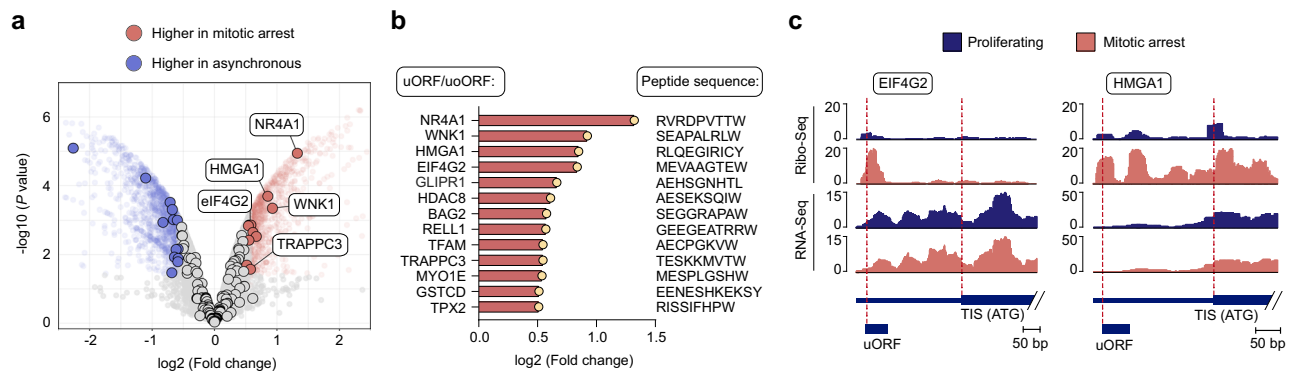 a
Higher in mitotic arrest
Higher in asynchronous
-log10 (P value)
6
4
2
0
-2
-1
0
1
2
log2 (Fold change)
NR4A1
HMGA1
eIF4G2
WNK1
TRAPPC3
b
uORF/uoORF:
Peptide sequence:
NR4A1 RVRDPVTTW
WNK1 SEAPALRLW
HMGA1 RLQEGIRICY
EIF4G2 MEVAAGTEW
GLIPR1 AEHSGNHTL
HDAC8 AESEKSQIW
BAG2 SEGGRAPAW
RELL1 GEEGEATRRW
TFAM AECPGKVW
TRAPPC3 TESKKMVTW
MYO1E MESPLGSHW
GSTCD EENESHKEKSY
TPX2 RISSIFHPW
0.0 0.5 1.0 1.5
log2 (Fold change)
c
Proliferating
Mitotic arrest
EIF4G2
HMGA1
Ribo-Seq
RNA-Seq
20
0
20
0
15
0
15
0
TIS (ATG)
uORF
50 bp
20
0
20
0
50
0
50
0
TIS (ATG)
uORF
50 bp